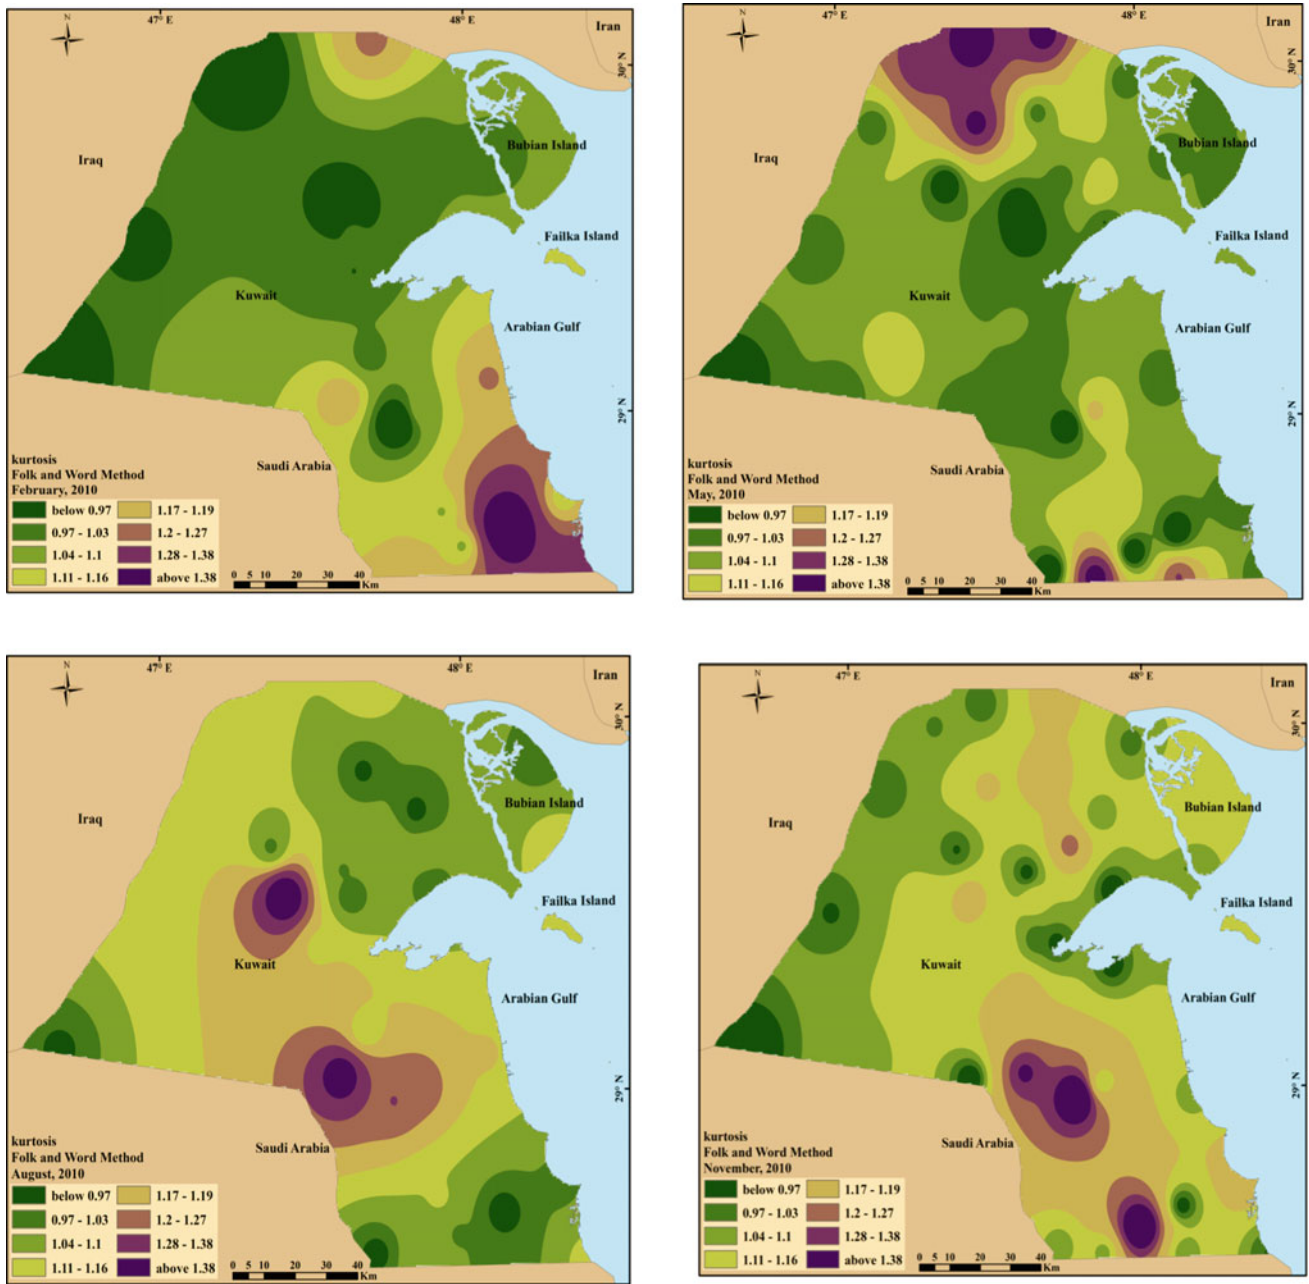 47° E
48° E
Iran
N
30° N
Iraq
Bubian Island
Failka Island
Kuwait
Arabian Gulf
29° N
Saudi Arabia
kurtosis
Folk and Word Method
February, 2010
below 0.97
1.17 - 1.19
0.97 - 1.03
1.2 - 1.27
1.04 - 1.1
1.28 - 1.38
1.11 - 1.16
above 1.38
0 5 10 20 30 40
Km
47° E
48° E
Iran
N
30° N
Iraq
Bubian Island
Failka Island
Kuwait
Arabian Gulf
29° N
Saudi Arabia
kurtosis
Folk and Word Method
May, 2010
below 0.97
1.17 - 1.19
0.97 - 1.03
1.2 - 1.27
1.04 - 1.1
1.28 - 1.38
1.11 - 1.16
above 1.38
0 5 10 20 30 40
Km
47° E
48° E
Iran
N
30° N
Iraq
Bubian Island
Failka Island
Kuwait
Arabian Gulf
29° N
Saudi Arabia
kurtosis
Folk and Word Method
August, 2010
below 0.97
1.17 - 1.19
0.97 - 1.03
1.2 - 1.27
1.04 - 1.1
1.28 - 1.38
1.11 - 1.16
above 1.38
0 5 10 20 30 40
Km
47° E
48° E
Iran
N
30° N
Iraq
Bubian Island
Failka Island
Kuwait
Arabian Gulf
29° N
Saudi Arabia
kurtosis
Folk and Word Method
November, 2010
below 0.97
1.17 - 1.19
0.97 - 1.03
1.2 - 1.27
1.04 - 1.1
1.28 - 1.38
1.11 - 1.16
above 1.38
0 5 10 20 30 40
Km